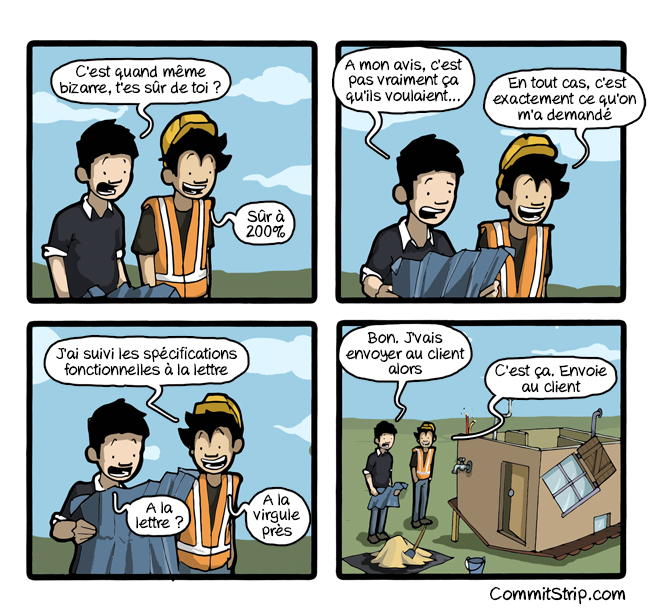 C'est quand même
bizarre, t'es sûr de toi ?
Sûr à
200%
A mon avis, c'est
pas vraiment ça
qu'ils voulaient...
En tout cas, c'est
exactement ce qu'on
m'a demandé
J'ai suivi les spécifications
fonctionnelles à la lettre
A la
lettre ?
A la
virgule
près
Bon. J'vais
envoyer au client
alors
C'est ça. Envoie
au client
CommitStrip.com